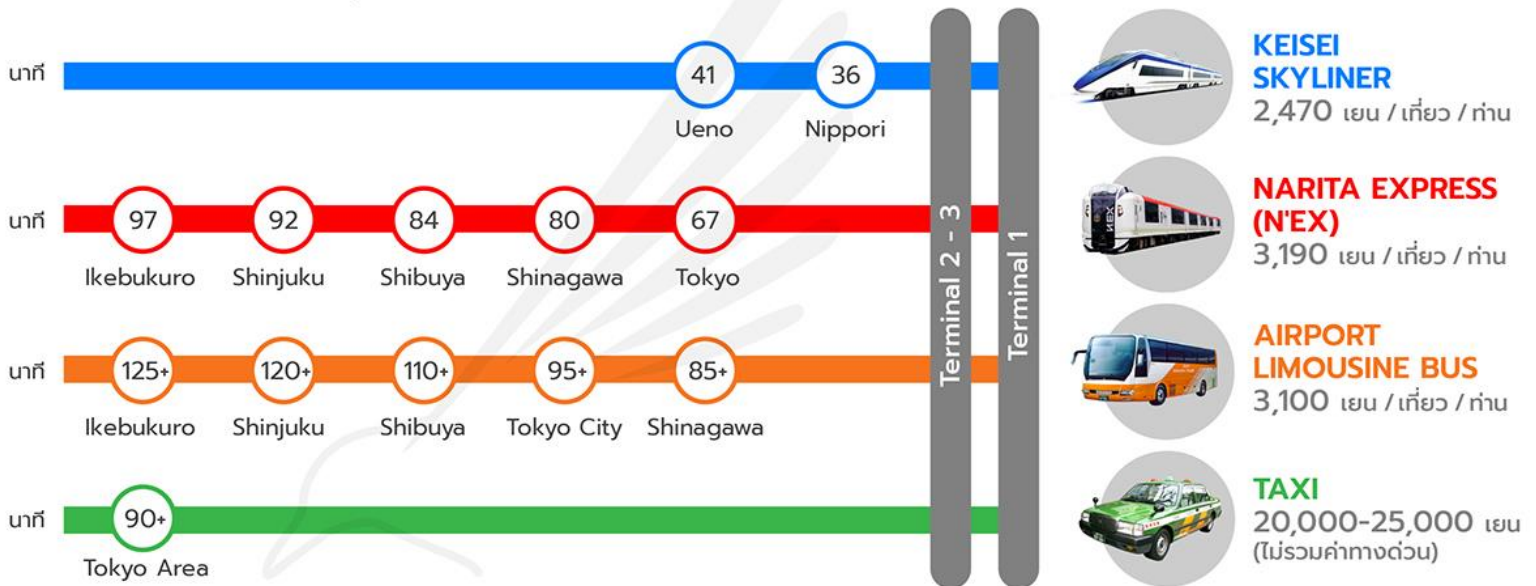 นาที
41
36
Ueno
Nippori
KEISEI
SKYLINER
2,470 เยน / เที่ยว / ท่าน
นาที
97
92
84
80
67
Ikebukuro
Shinjuku
Shibuya
Shinagawa
Tokyo
NARITA EXPRESS
(N'EX)
3,190 เยน / เที่ยว / ท่าน
นาที
125+
120+
110+
95+
85+
Ikebukuro
Shinjuku
Shibuya
Tokyo City
Shinagawa
AIRPORT
LIMOUSINE BUS
3,100 เยน / เที่ยว / ท่าน
นาที
90+
Tokyo Area
TAXI
20,000-25,000 เยน
(ไม่รวมค่าทางด่วน)
Terminal 2 - 3
Terminal 1
N'EX